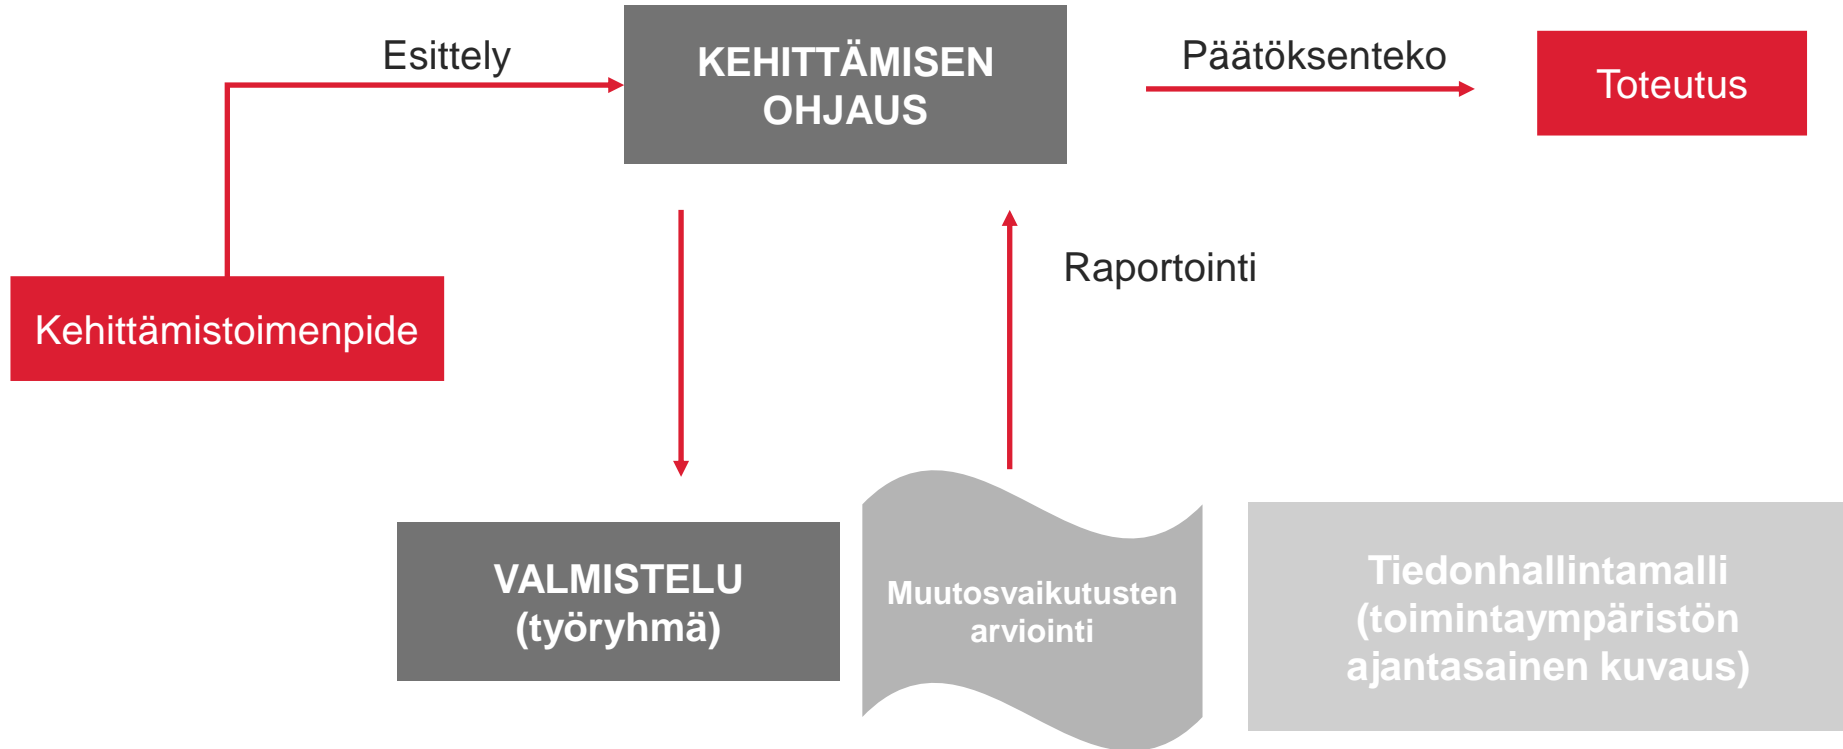 Esittely
KEHITTÄMISEN
OHJAUS
Päätöksenteko
Toteutus
Raportointi
Kehittämistoimenpide
VALMISTELU
(työryhmä)
Muutosvaikutusten
arviointi
Tiedonhallintamalli
(toimintaympäristön
ajantasainen kuvaus)